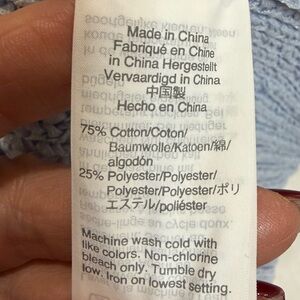 Made in China
Fabriqué en Chine
in China Hergestellt
Vervaardigd in China
中国製
Hecho en China
75% Cotton/Coton/
Baumwolle/Katoen/綿/
algodón
25% Polyester/Polyester/
Polyester/Polyester/ポリ
エステル/poliéster
Machine wash cold with
like colors. Non-chlorine
bleach only. Tumble dry
low. Iron on lowest setting.